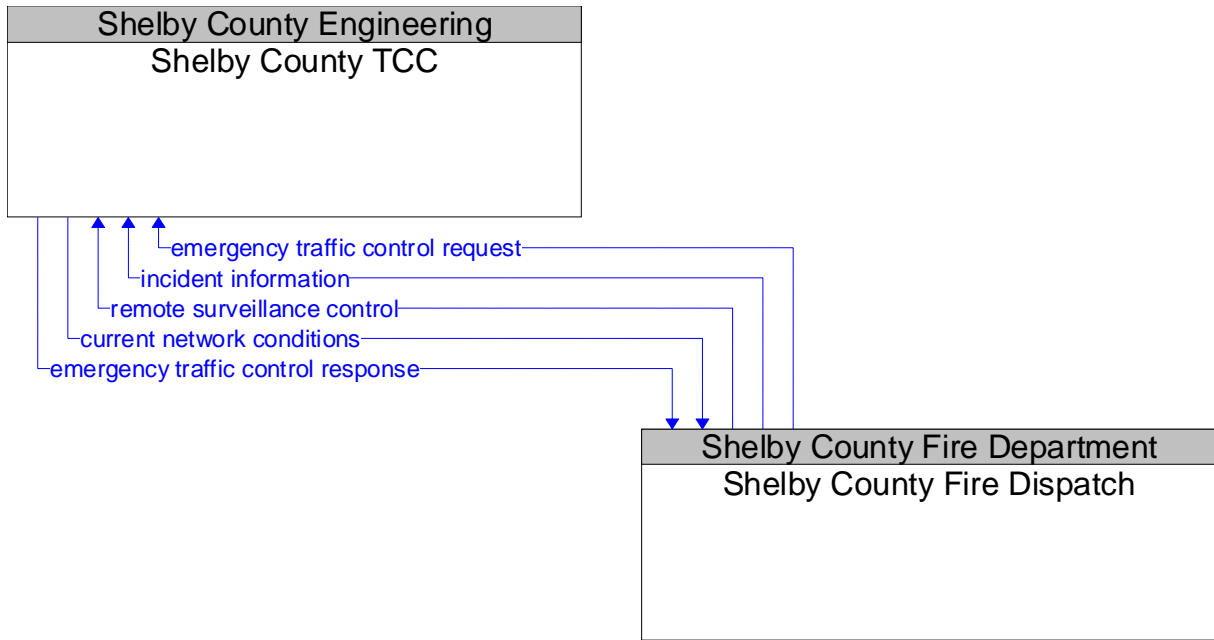 Shelby County Engineering
Shelby County TCC
emergency traffic control request
incident information
remote surveillance control
current network conditions
emergency traffic control response
Shelby County Fire Department
Shelby County Fire Dispatch